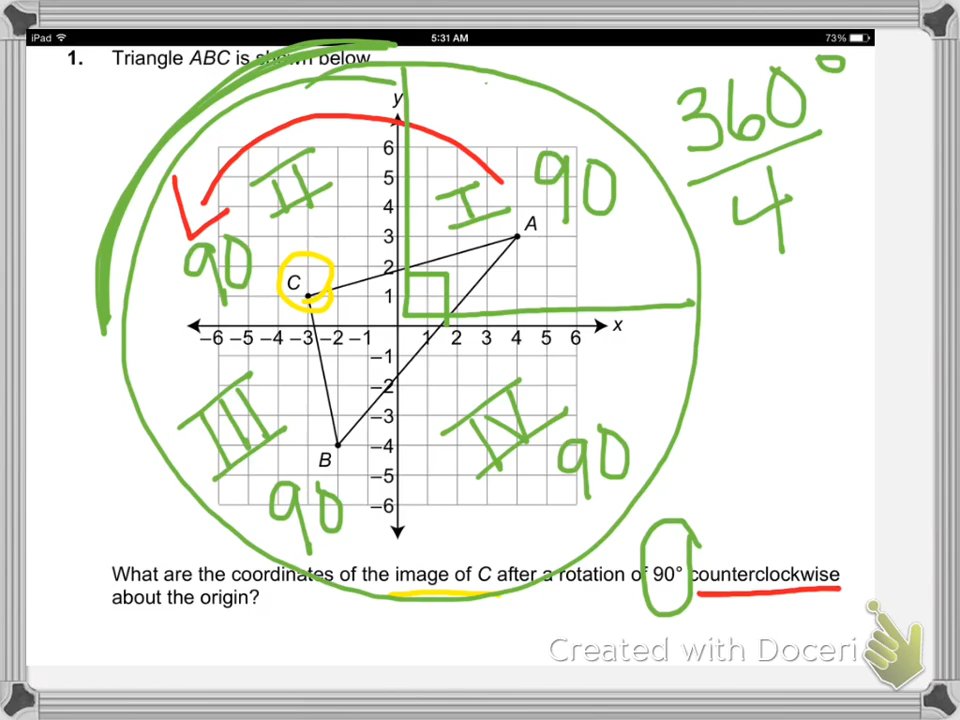 iPad 5:31 AM 73%
1. Triangle ABC is shown below
360°
4
y
6
II
5
I
90
4
A
3
90
2
C
1
x
–6 –5 –4 –3 –2 –1 1 2 3 4 5 6
–1
–2
III
–3
IV
–4
90
B
–5
90
–6
What are the coordinates of the image of C after a rotation of 90° counterclockwise
about the origin?
Created with Doceri